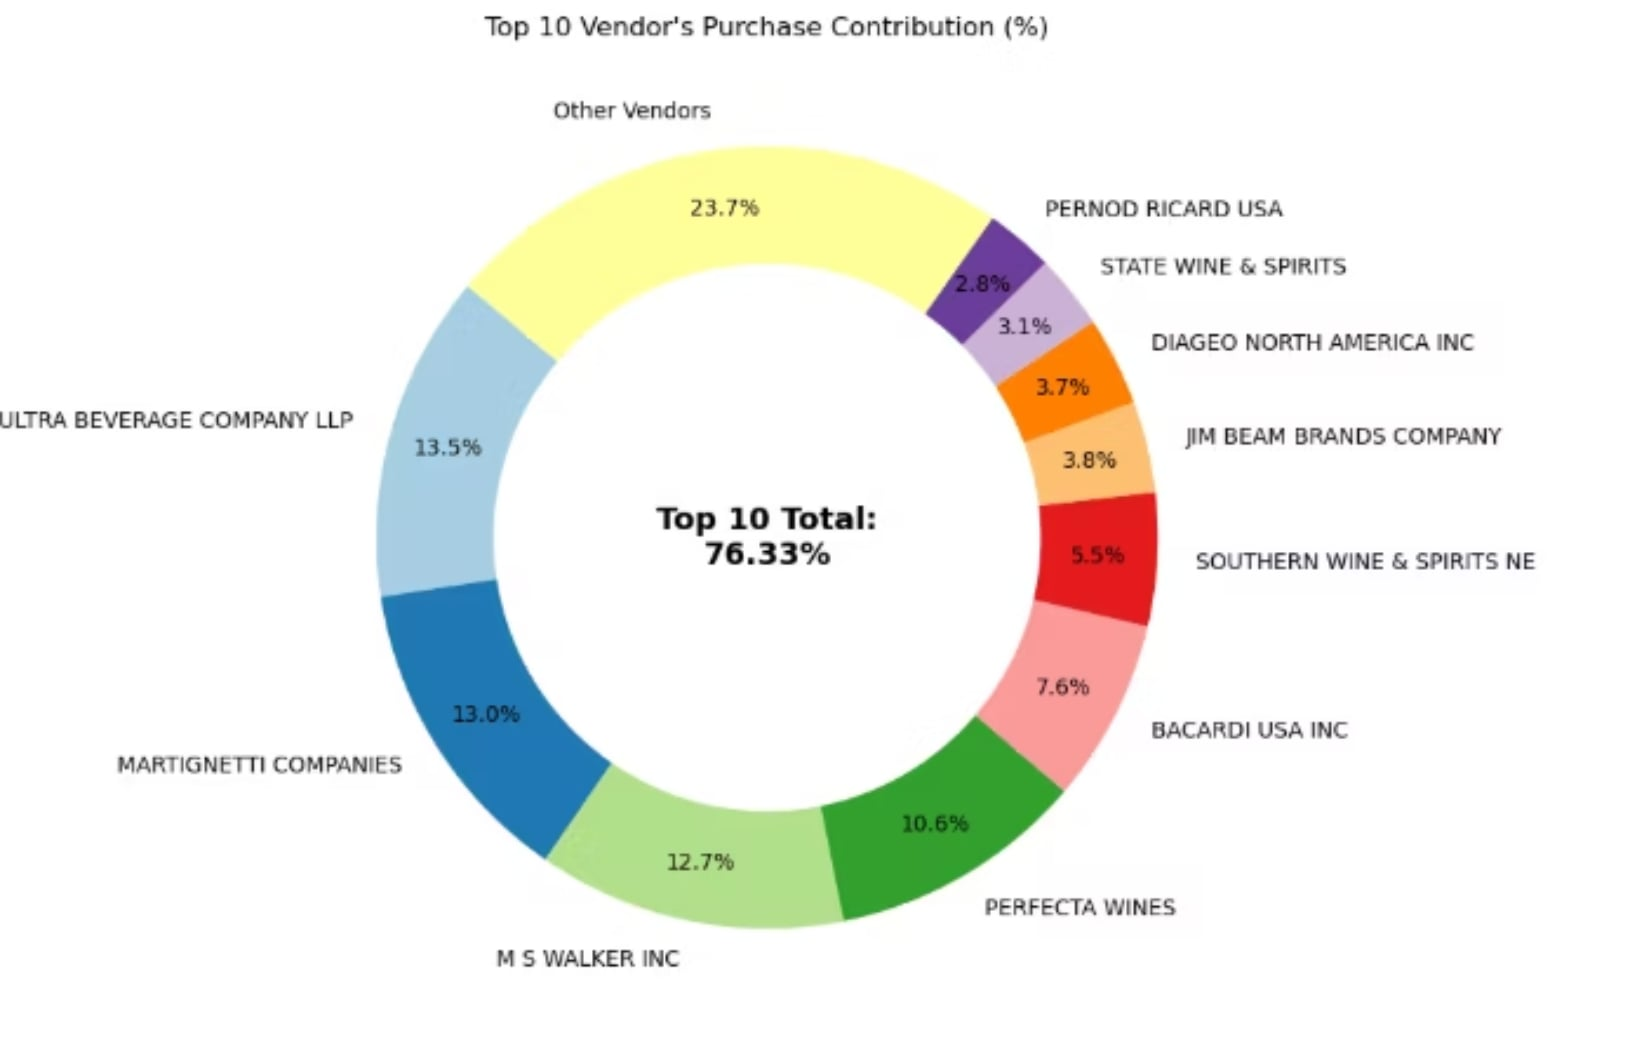 Top 10 Vendor's Purchase Contribution (%)
Other Vendors
23.7%
PERNOD RICARD USA
2.8%
STATE WINE & SPIRITS
3.1%
DIAGEO NORTH AMERICA INC
3.7%
JIM BEAM BRANDS COMPANY
3.8%
ULTRA BEVERAGE COMPANY LLP
13.5%
Top 10 Total:
76.33%
5.5%
SOUTHERN WINE & SPIRITS NE
7.6%
BACARDI USA INC
13.0%
MARTIGNETTI COMPANIES
10.6%
PERFECTA WINES
12.7%
M S WALKER INC